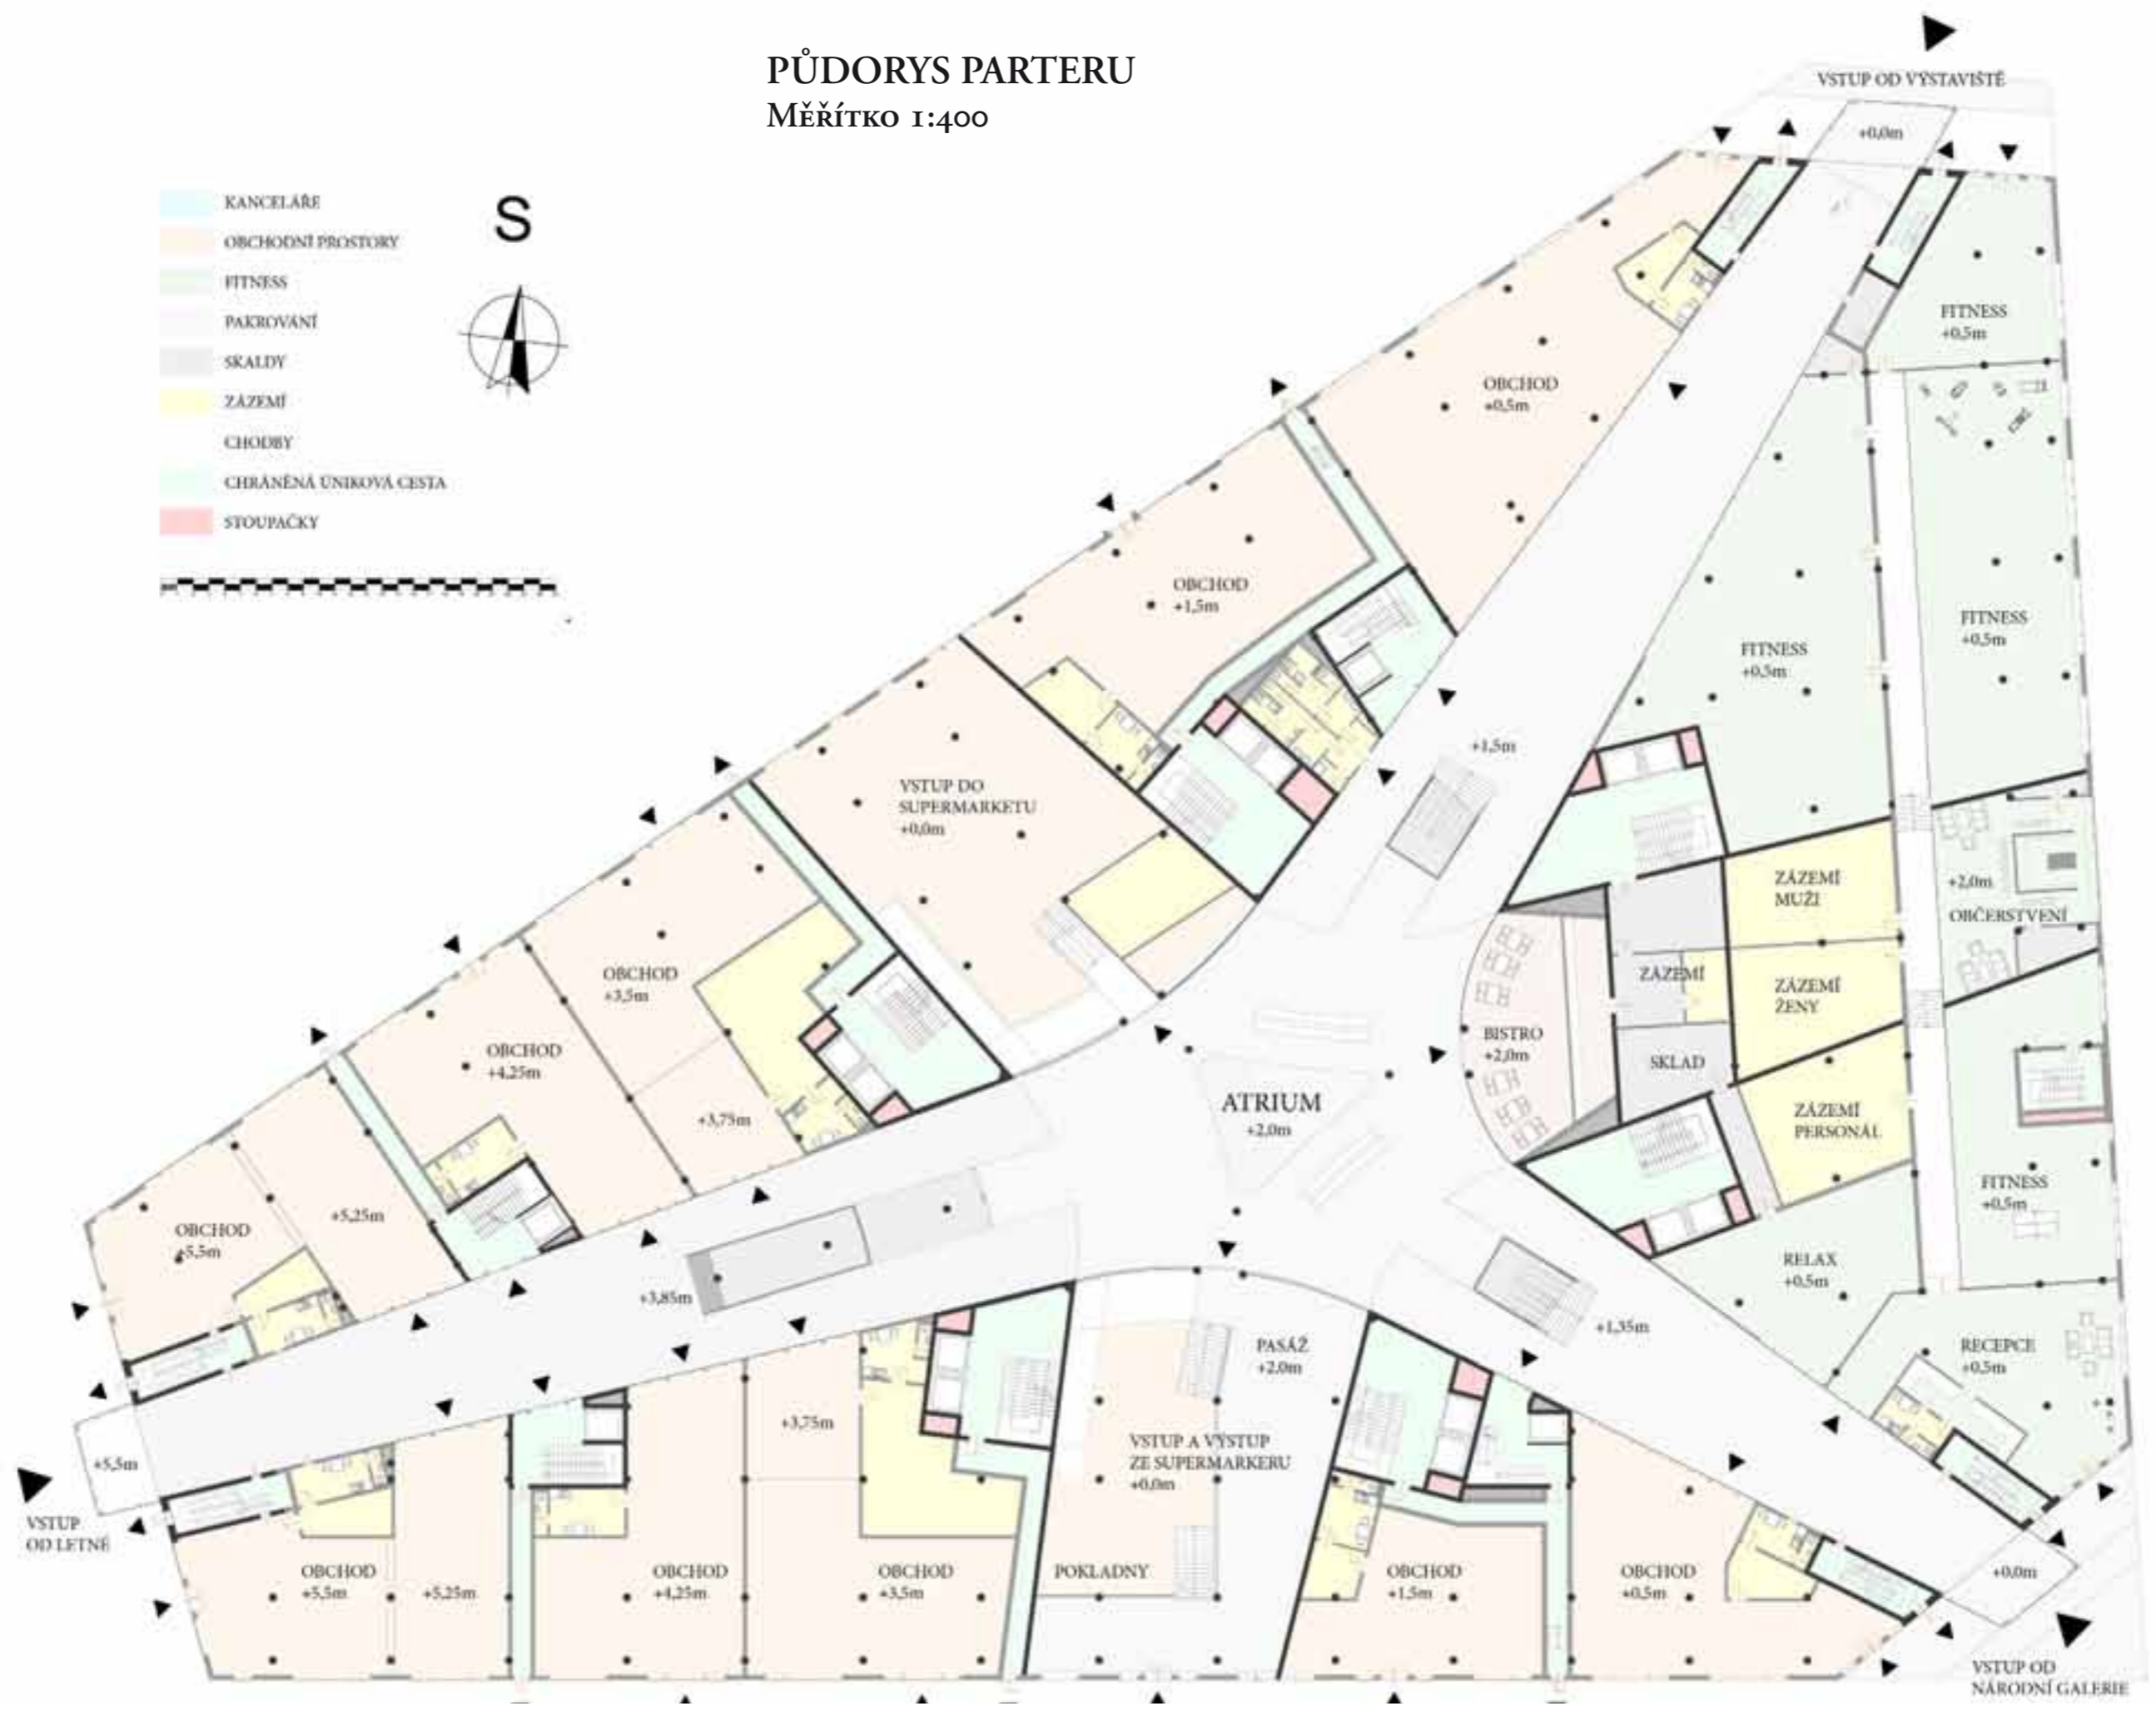 PŮDORYS PARTERU
Měřítko 1:400
VSTUP OD VÝSTAVIŠTĚ
+0,0m
KANCELÁŘE
OBCHODNÍ PROSTORY
FITNESS
PAKROVÁNÍ
SKALDY
ZÁZEMÍ
CHODBY
CHRÁNĚNÁ ÚNIKOVÁ CESTA
STOUPAČKY
S
FITNESS
+0,5m
OBCHOD
+0,5m
OBCHOD
+1,5m
FITNESS
+0,5m
FITNESS
+0,5m
+1,5m
VSTUP DO
SUPERMARKETU
+0,0m
ZÁZEMÍ
MUŽI
+2,0m
OBČERSTVENÍ
OBCHOD
+3,5m
ZÁZEMÍ
ZÁZEMÍ
ŽENY
BISTRO
+2,0m
SKLAD
OBCHOD
+4,25m
+3,75m
ATRIUM
+2,0m
ZÁZEMÍ
PERSONÁL
FITNESS
+0,5m
OBCHOD
+5,5m
+5,25m
RELAX
+0,5m
+3,85m
+1,35m
PASÁŽ
+2,0m
RECEPCE
+0,5m
+3,75m
VSTUP A VÝSTUP
ZE SUPERMARKERU
+0,0m
+5,5m
VSTUP
OD LETNÉ
OBCHOD
+5,5m
+5,25m
OBCHOD
+4,25m
OBCHOD
+3,5m
POKLADNY
OBCHOD
+1,5m
OBCHOD
+0,5m
+0,0m
VSTUP OD
NÁRODNÍ GALERIE